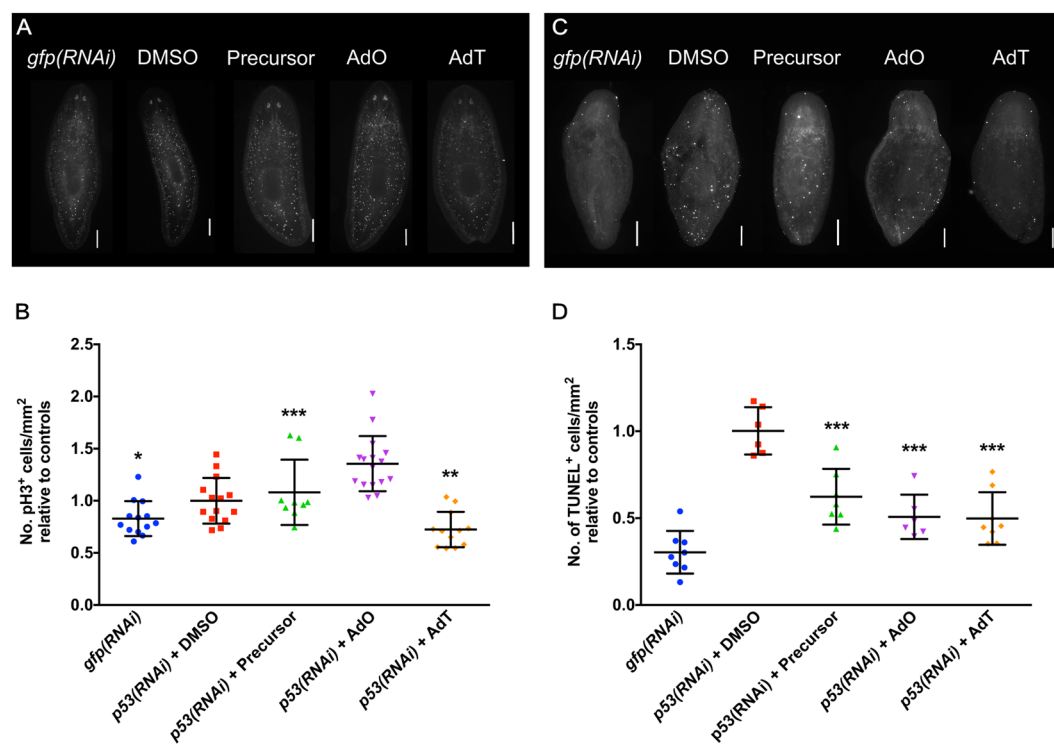 A
gfp(RNAi) DMSO Precursor AdO AdT
C
gfp(RNAi) DMSO Precursor AdO AdT
B
No. pH3+ cells/mm2
relative to controls
2.5
2.0
1.5
1.0
0.5
0.0
*
***
**
gfp(RNAi)
p53(RNAi) + DMSO
p53(RNAi) + Precursor
p53(RNAi) + AdO
p53(RNAi) + AdT
D
No. of TUNEL+ cells/mm2
relative to controls
1.5
1.0
0.5
0.0
***
***
***
gfp(RNAi)
p53(RNAi) + DMSO
p53(RNAi) + Precursor
p53(RNAi) + AdO
p53(RNAi) + AdT